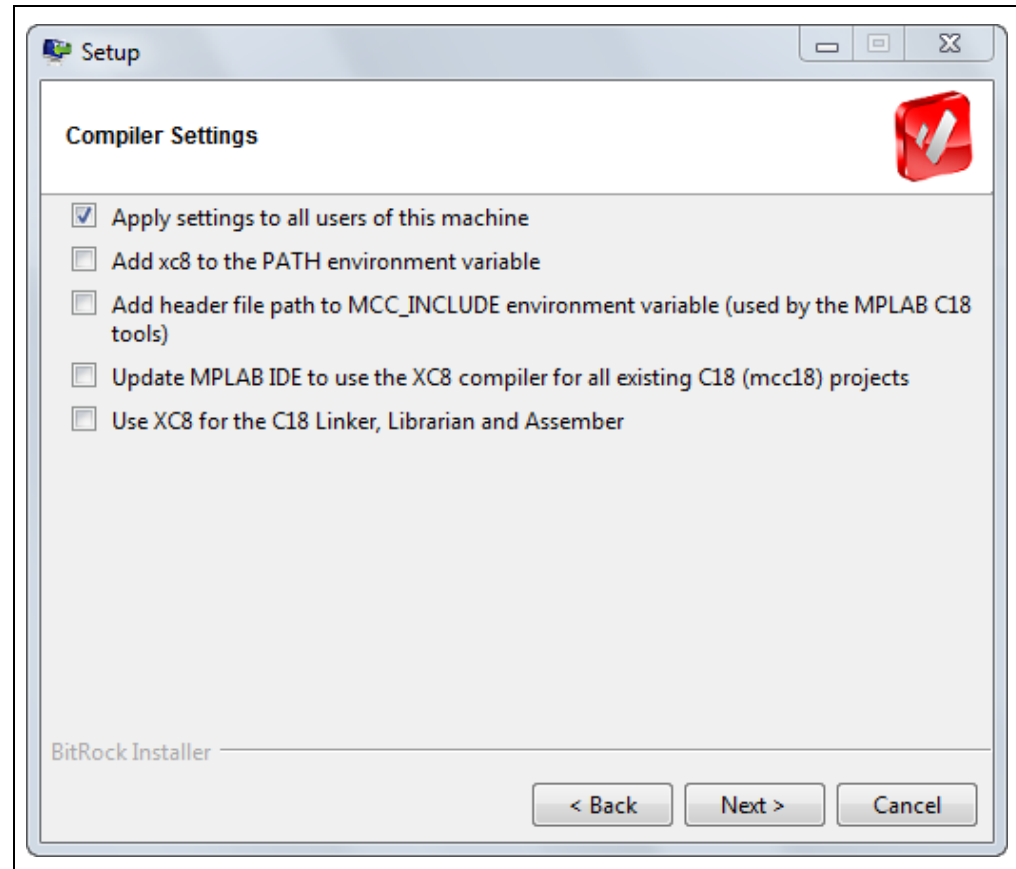 Setup
Compiler Settings
Apply settings to all users of this machine
Add xc8 to the PATH environment variable
Add header file path to MCC_INCLUDE environment variable (used by the MPLAB C18
tools)
Update MPLAB IDE to use the XC8 compiler for all existing C18 (mcc18) projects
Use XC8 for the C18 Linker, Librarian and Assember
BitRock Installer
< Back Next > Cancel